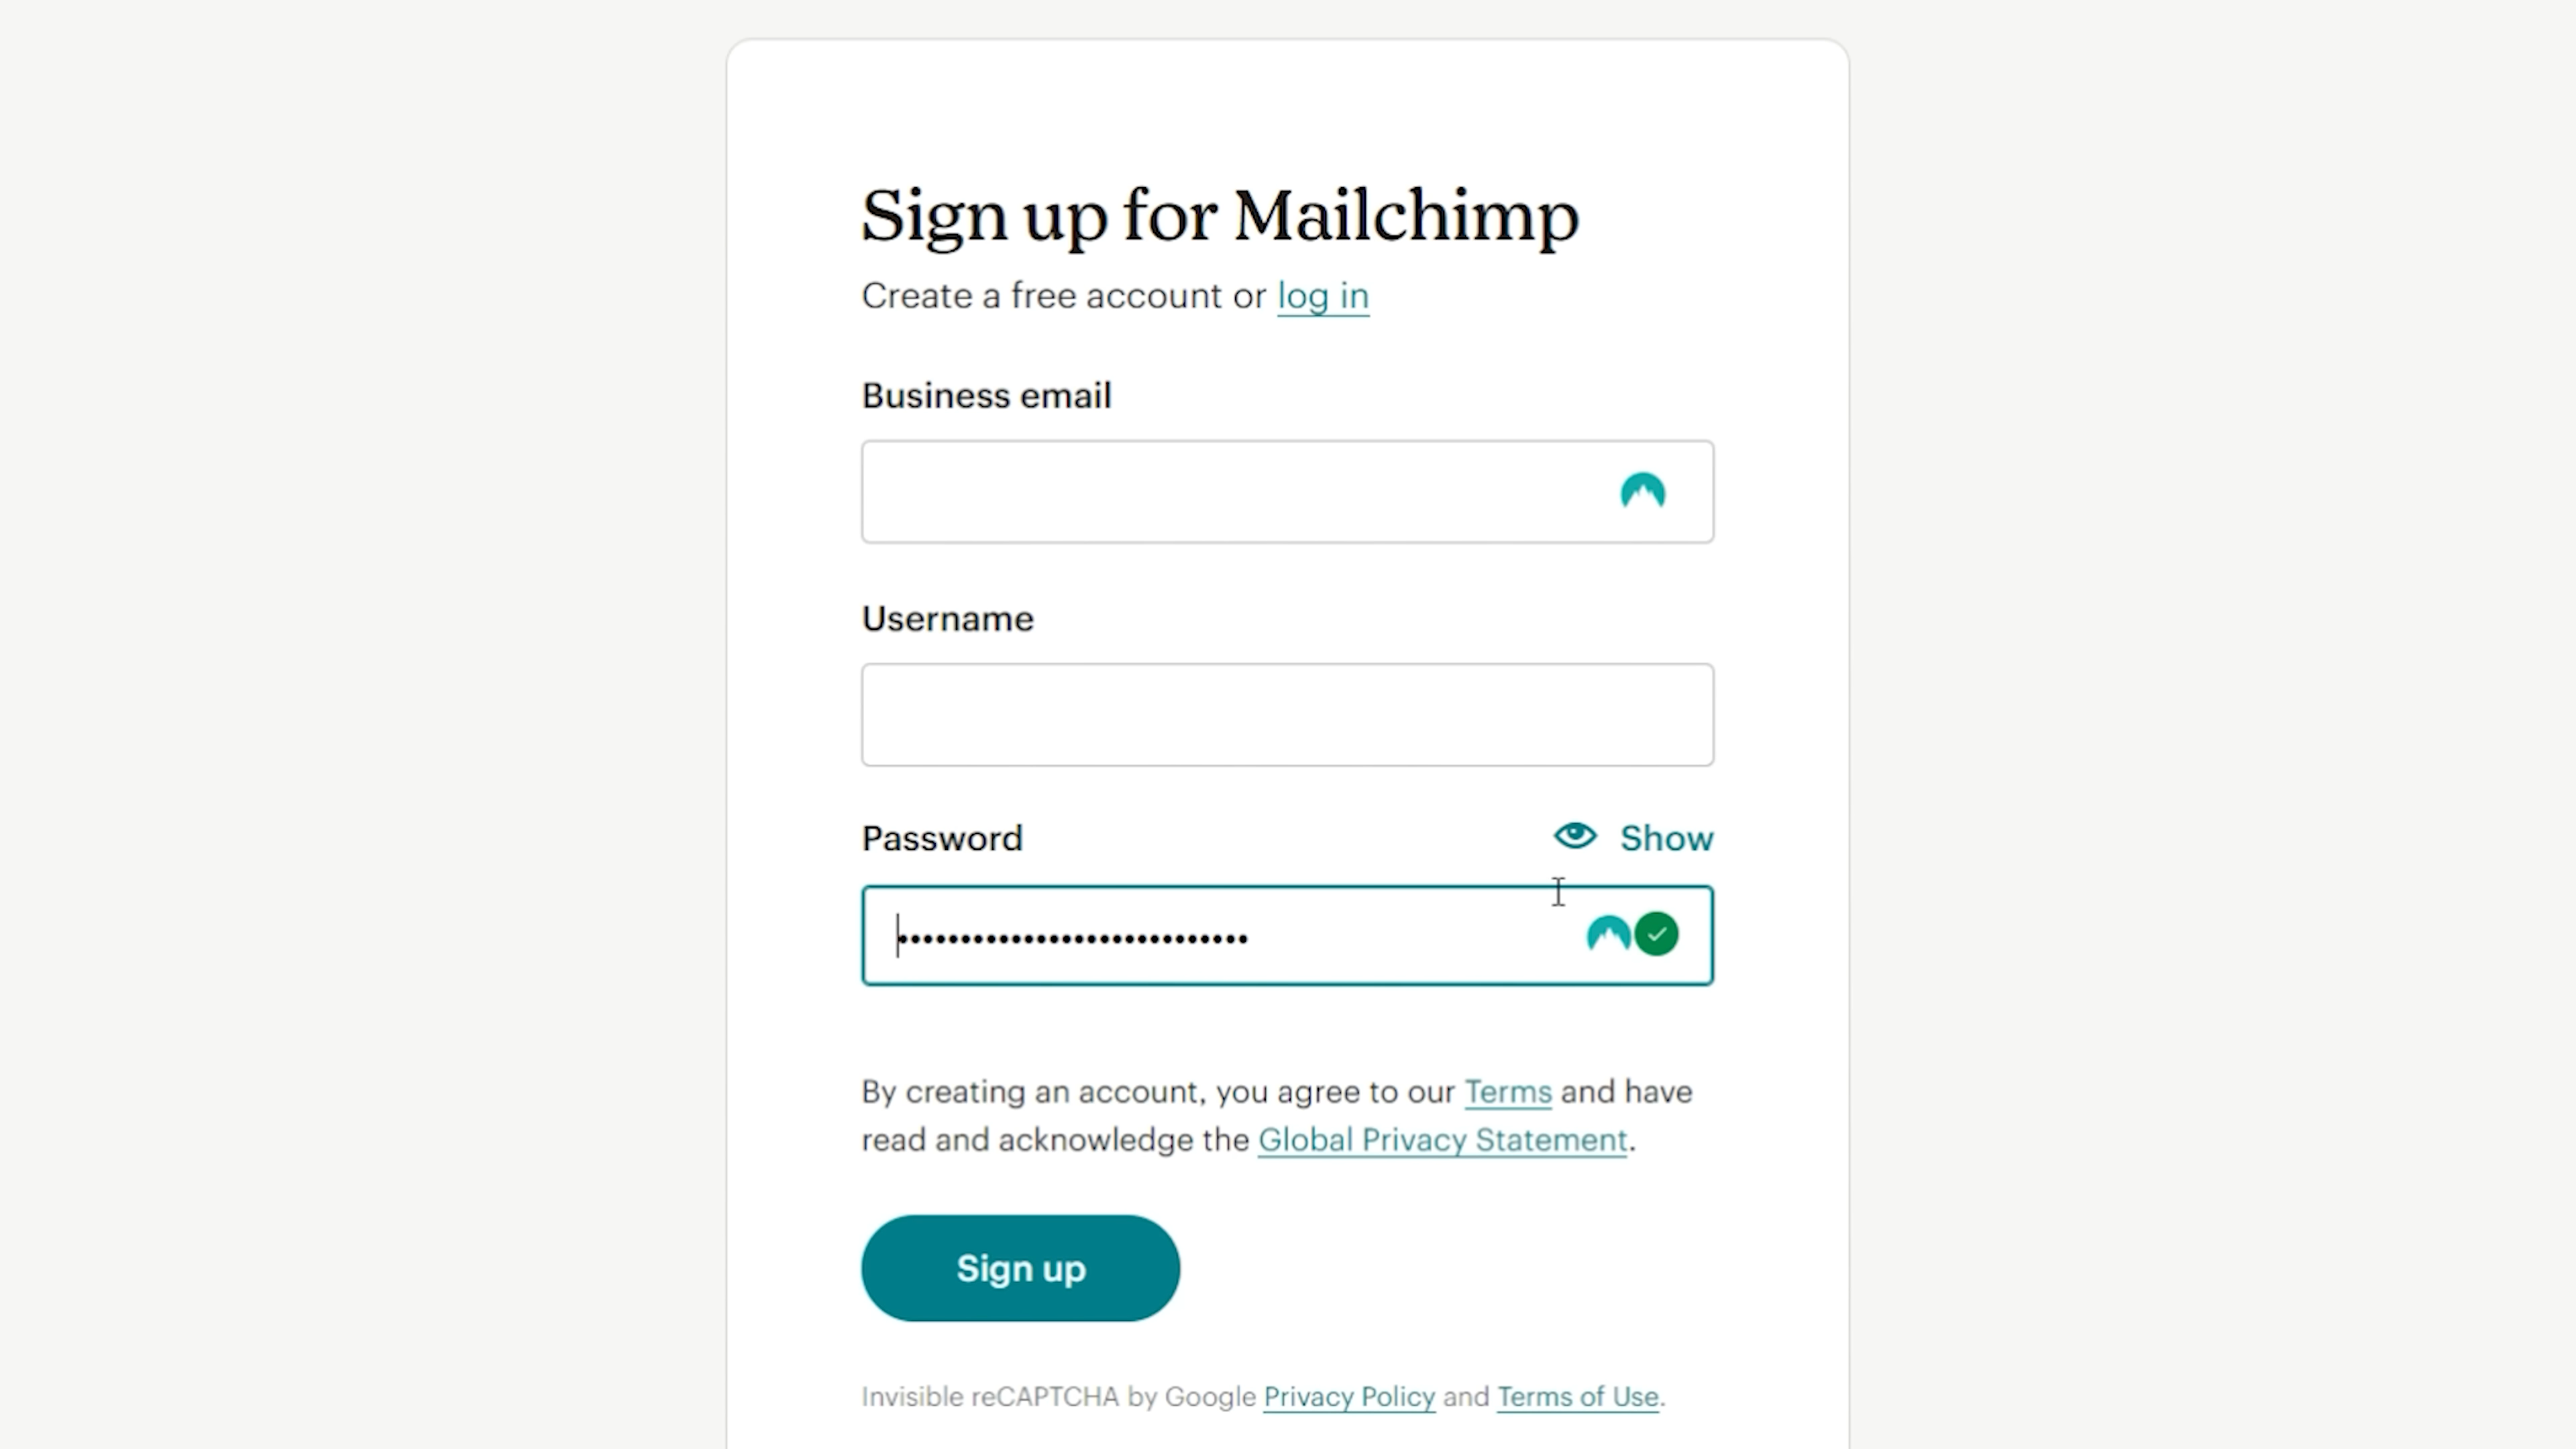 Sign up for Mailchimp
Create a free account or log in
Business email
Username
Password
Show
••••••••••••••••••••••••••••
By creating an account, you agree to our Terms and have
read and acknowledge the Global Privacy Statement.
Sign up
Invisible reCAPTCHA by Google Privacy Policy and Terms of Use.